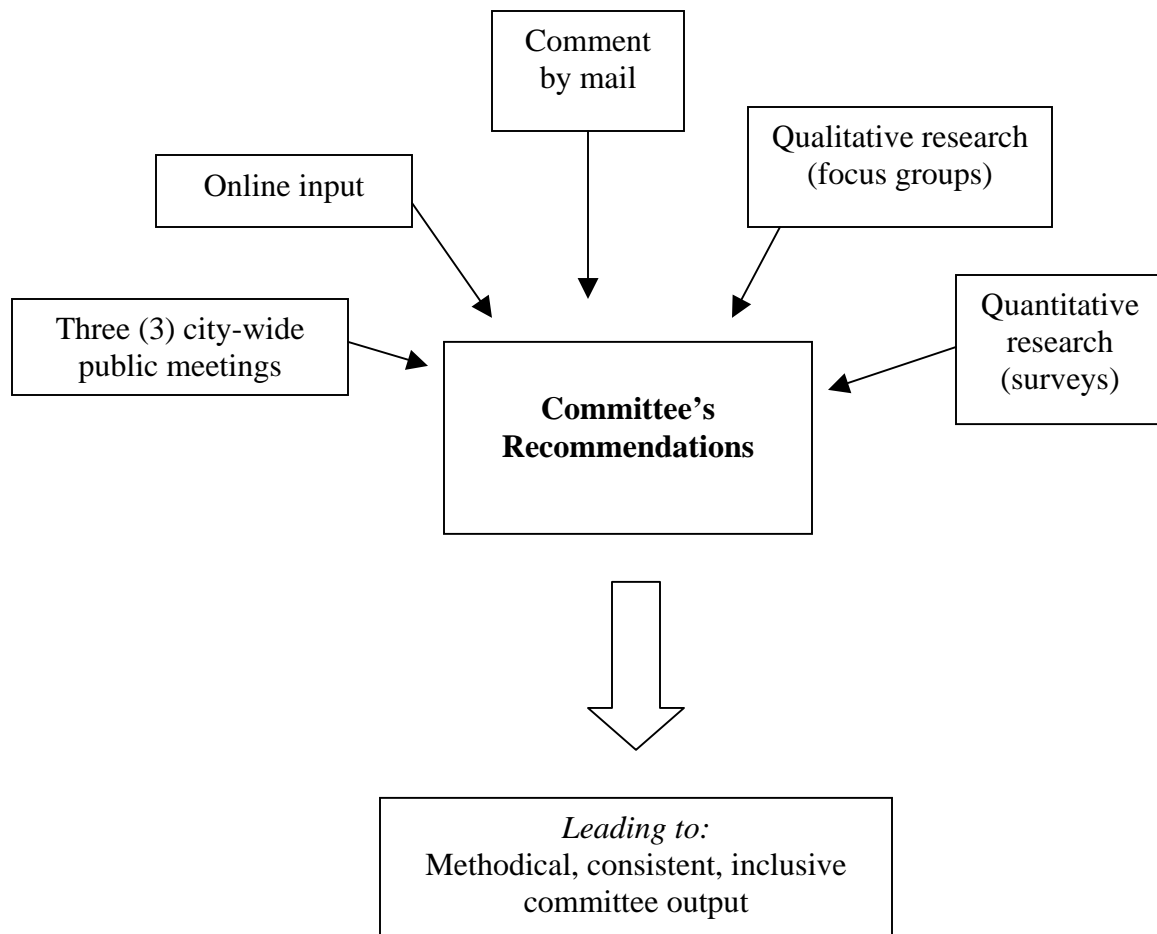 Comment
by mail
Qualitative research
(focus groups)
Online input
Quantitative
research
(surveys)
Three (3) city-wide
public meetings
Committee’s
Recommendations
Leading to:
Methodical, consistent, inclusive
committee output